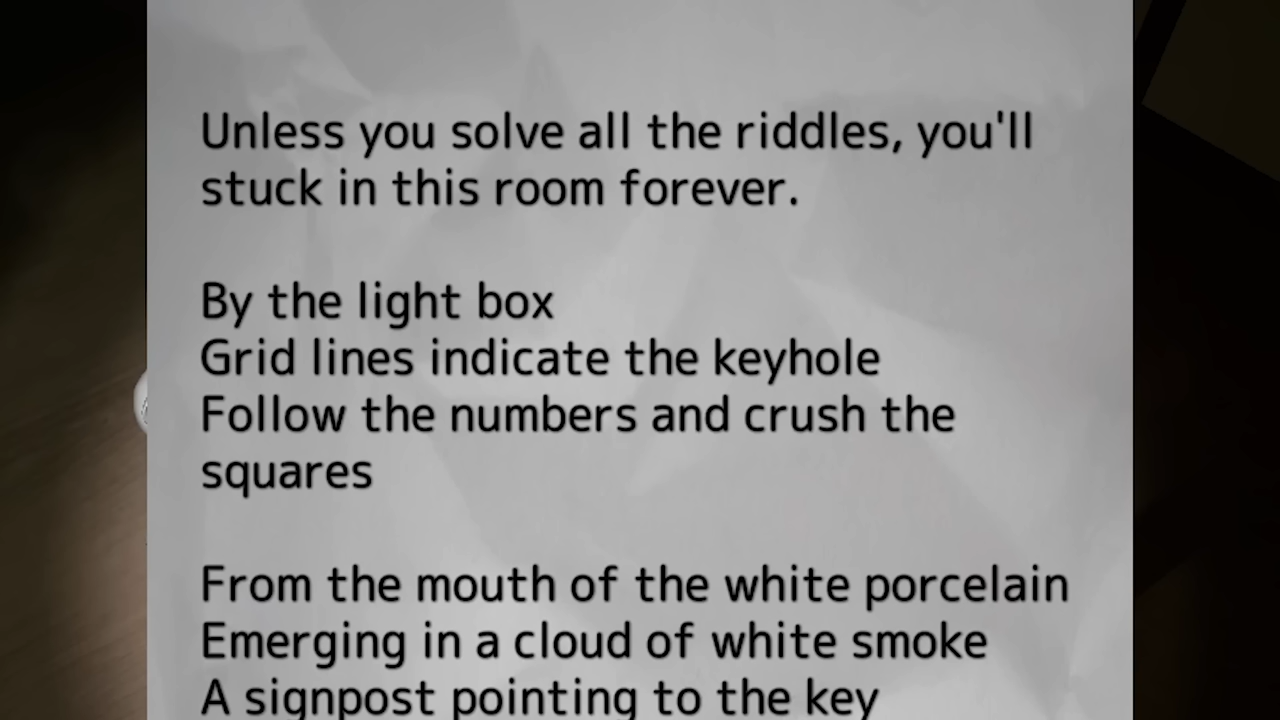 Unless you solve all the riddles, you'll
stuck in this room forever.
By the light box
Grid lines indicate the keyhole
Follow the numbers and crush the
squares
From the mouth of the white porcelain
Emerging in a cloud of white smoke
A signpost pointing to the key